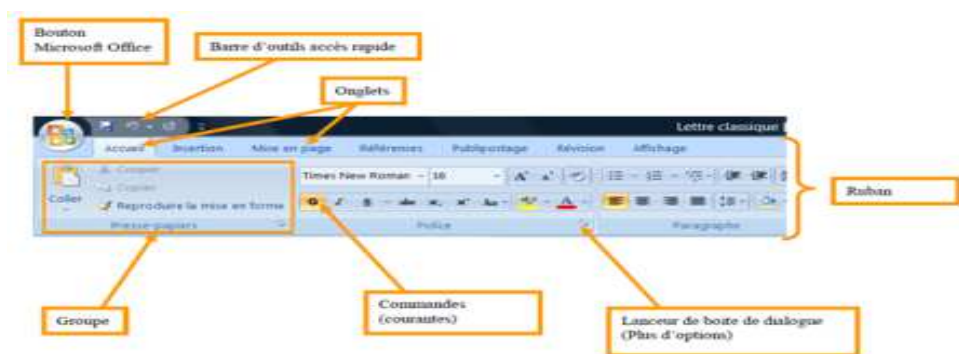 Bouton
Microsoft Office
Barre d'outils accès rapide
Onglets
Lettre classique
Accueil Insertion Mise en page Références Publipostage Révision Affichage
Couper
Times New Roman 10
Copier
Coller
Reproduire la mise en forme
G
Presse-papiers Police Paragraphe
Ruban
Groupe
Commandes
(courantes)
Lanceur de boite de dialogue
(Plus d'options)